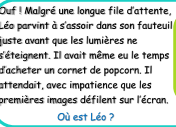 Ouf ! Malgré une longue file d'attente,
Léo parvint à s'assoir dans son fauteuil
juste avant que les lumières ne
s'éteignent. Il avait même eu le temps
d'acheter un cornet de popcorn. Il
attendait, avec impatience que les
premières images défilent sur l'écran.
Où est Léo ?